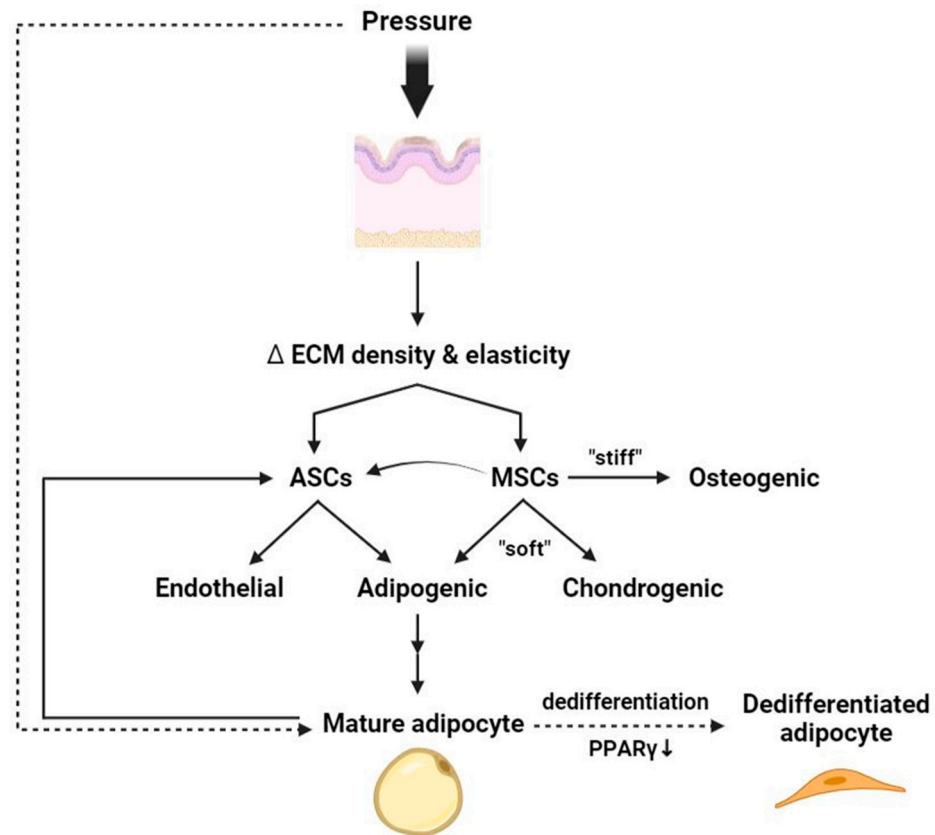 Pressure
Δ ECM density & elasticity
ASCs
MSCs
"stiff"
Osteogenic
"soft"
Endothelial
Adipogenic
Chondrogenic
Mature adipocyte
dedifferentiation
PPARγ↓
Dedifferentiated
adipocyte